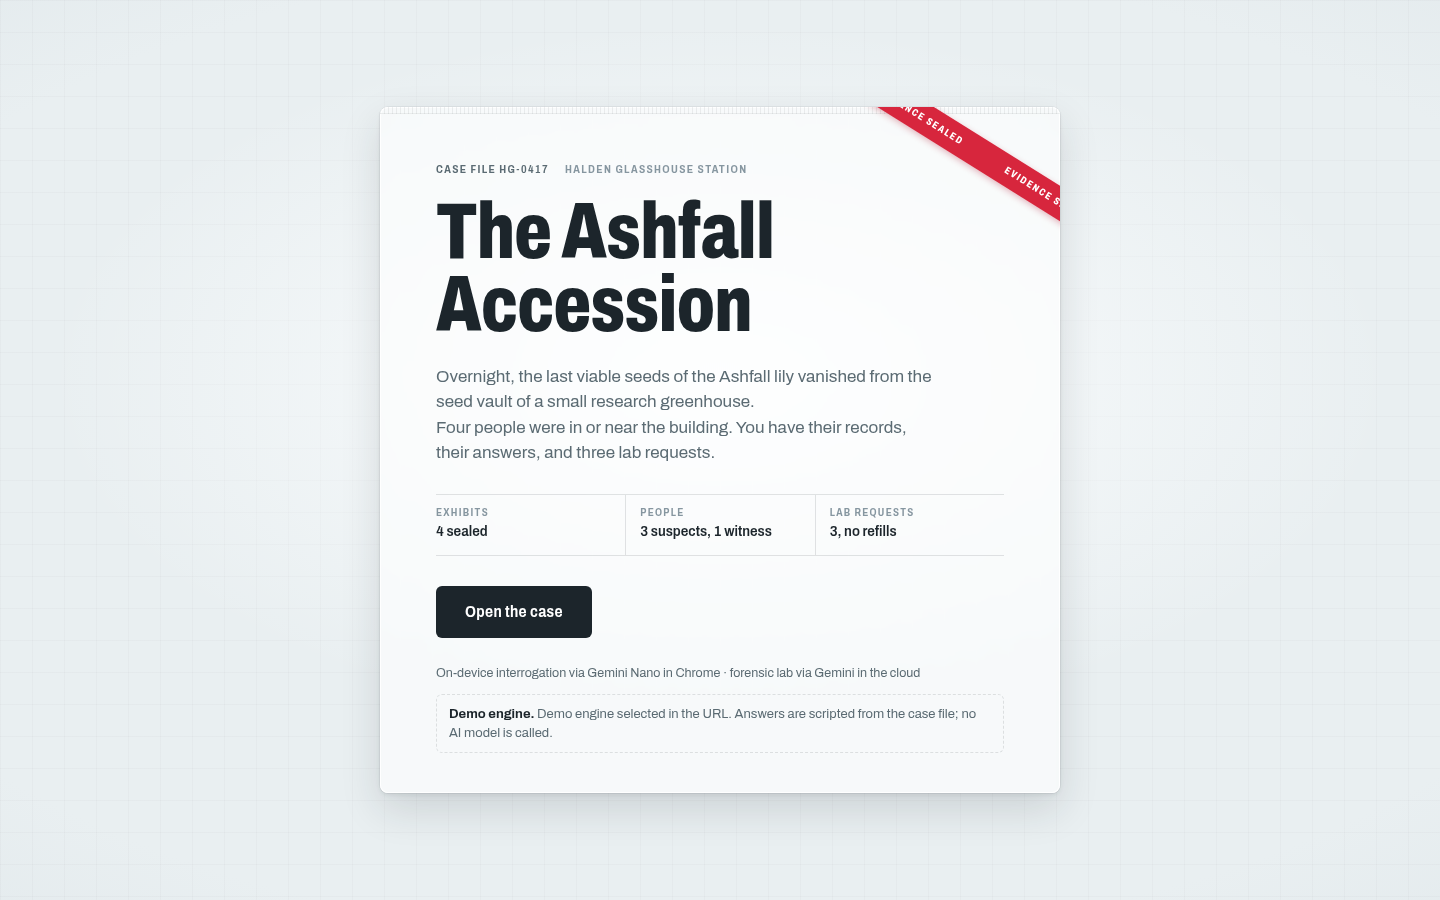 NCE SEALED
EVIDENCE S
CASE FILE HG-0417 HALDEN GLASSHOUSE STATION
The Ashfall
Accession
Overnight, the last viable seeds of the Ashfall lily vanished from the
seed vault of a small research greenhouse.
Four people were in or near the building. You have their records,
their answers, and three lab requests.
EXHIBITS
4 sealed
PEOPLE
3 suspects, 1 witness
LAB REQUESTS
3, no refills
Open the case
On-device interrogation via Gemini Nano in Chrome · forensic lab via Gemini in the cloud
Demo engine. Demo engine selected in the URL. Answers are scripted from the case file; no
AI model is called.